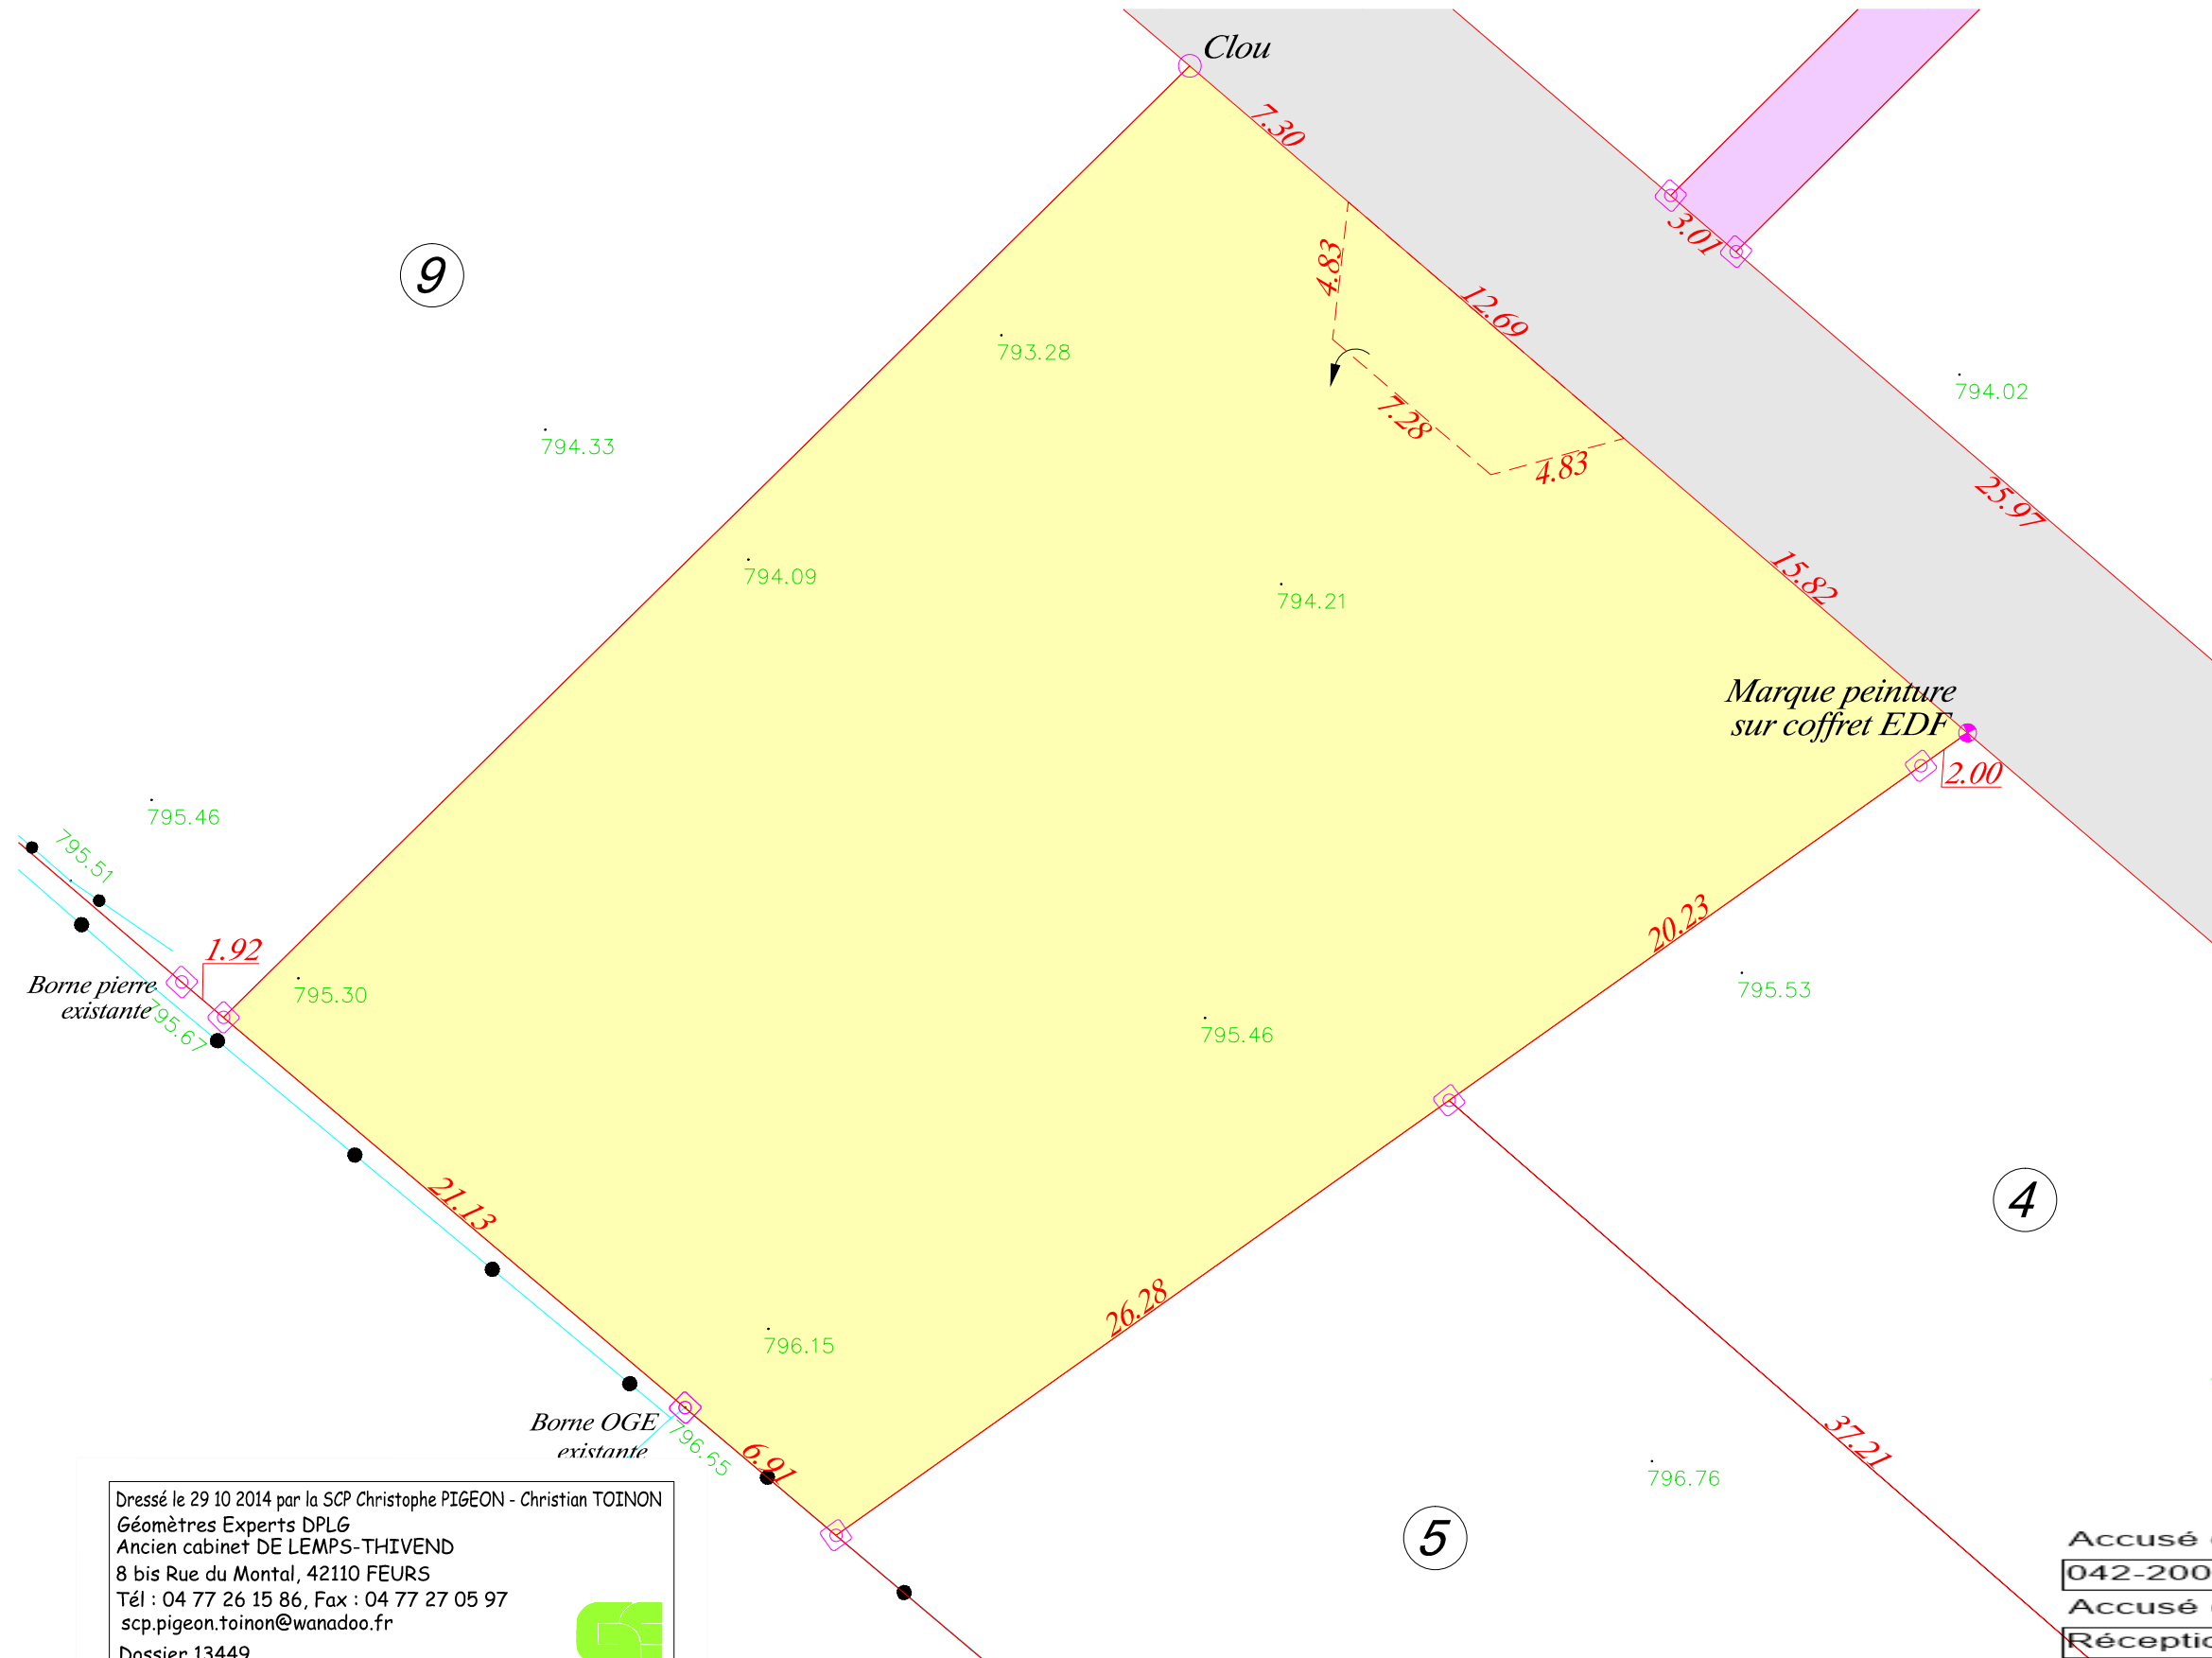 Clou
7.30
3.01
4.83
9
12.69
793.28
794.02
7.28
794.33
4.83
25.97
794.09
794.21
15.82
Marque peinture
sur coffret EDF
2.00
795.46
795.51
20.23
1.92
Borne pierre
existante
795.30
795.53
795.67
795.46
21.13
4
26.28
796.15
Borne OGE
existante
796.65
6.91
37.21
796.76
5
Dressé le 29 10 2014 par la SCP Christophe PIGEON - Christian TOINON
Géomètres Experts DPLG
Ancien cabinet DE LEMPS-THIVEND
8 bis Rue du Montal, 42110 FEURS
Tél : 04 77 26 15 86, Fax : 04 77 27 05 97
scp.pigeon.toinon@wanadoo.fr
Dossier 13449
Accusé
042-200
Accusé